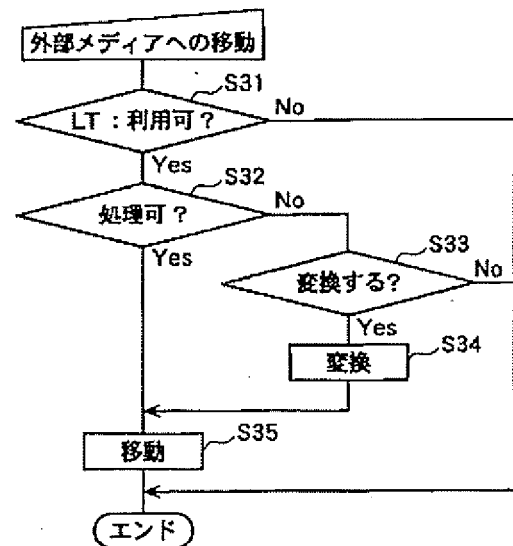 外部メディアへの移動
S31
LT：利用可？
No
Yes
S32
処理可？
No
Yes
S33
変換する?
No
Yes
S34
変換
S35
移動
エンド